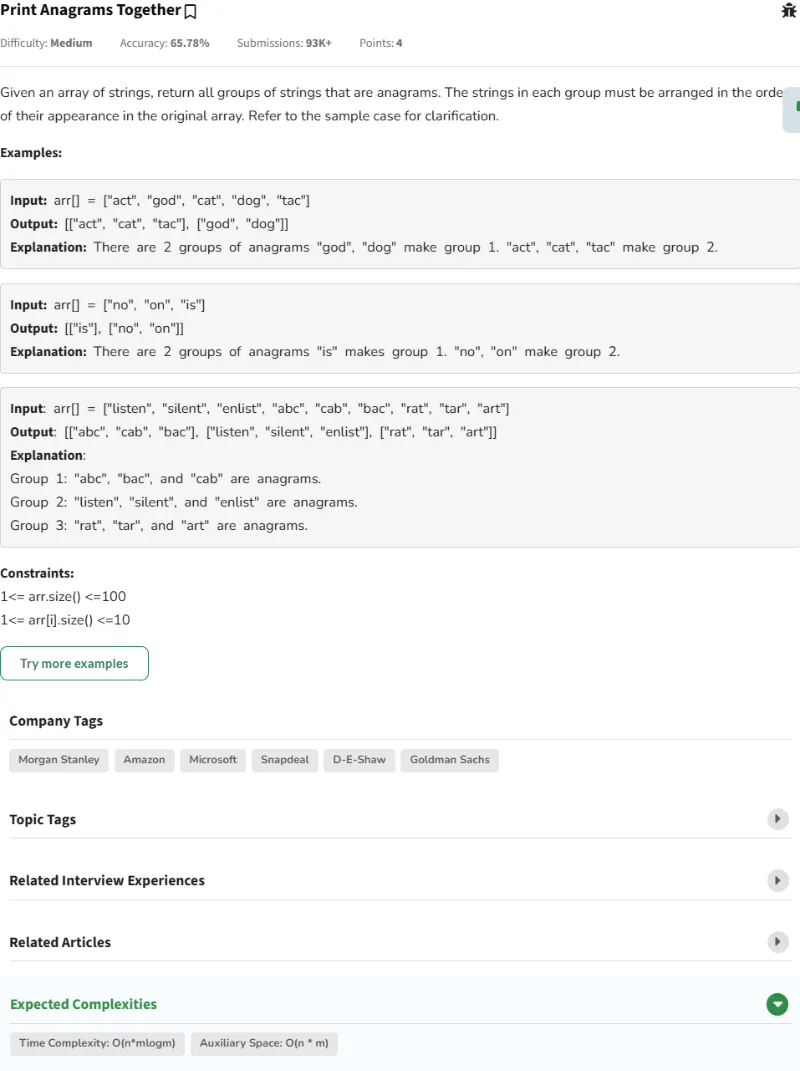 Print Anagrams Together
Difficulty: Medium Accuracy: 65.78% Submissions: 93K+ Points: 4
Given an array of strings, return all groups of strings that are anagrams. The strings in each group must be arranged in the orde
of their appearance in the original array. Refer to the sample case for clarification.
Examples:
Input: arr[] = ["act", "god", "cat", "dog", "tac"]
Output: [["act", "cat", "tac"], ["god", "dog"]]
Explanation: There are 2 groups of anagrams "god", "dog" make group 1. "act", "cat", "tac" make group 2.
Input: arr[] = ["no", "on", "is"]
Output: [["is"], ["no", "on"]]
Explanation: There are 2 groups of anagrams "is" makes group 1. "no", "on" make group 2.
Input: arr[] = ["listen", "silent", "enlist", "abc", "cab", "bac", "rat", "tar", "art"]
Output: [["abc", "cab", "bac"], ["listen", "silent", "enlist"], ["rat", "tar", "art"]]
Explanation:
Group 1: "abc", "bac", and "cab" are anagrams.
Group 2: "listen", "silent", and "enlist" are anagrams.
Group 3: "rat", "tar", and "art" are anagrams.
Constraints:
1<= arr.size() <=100
1<= arr[i].size() <=10
Try more examples
Company Tags
Morgan Stanley Amazon Microsoft Snapdeal D-E-Shaw Goldman Sachs
Topic Tags
Related Interview Experiences
Related Articles
Expected Complexities
Time Complexity: O(n*mlogm) Auxiliary Space: O(n * m)